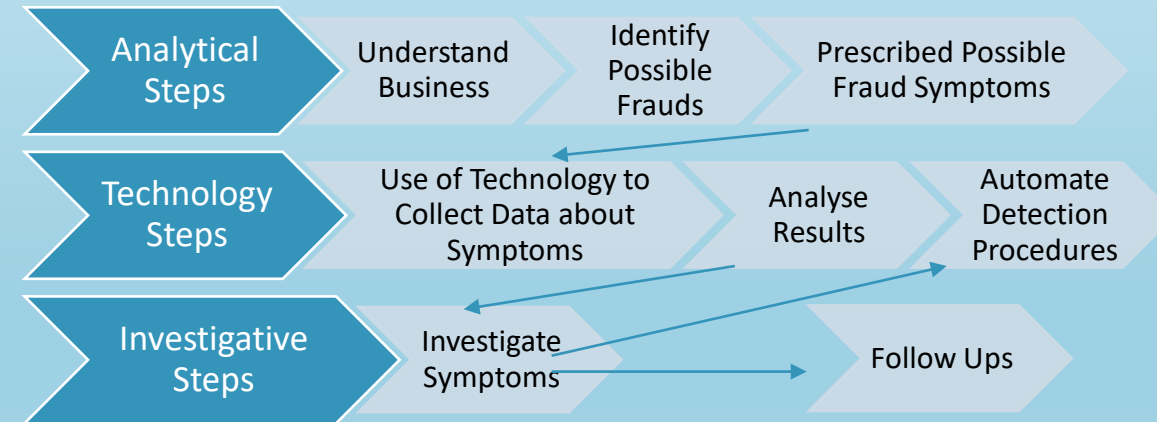 Analytical
Steps
Understand
Business
Identify
Possible
Frauds
Prescribed Possible
Fraud Symptoms
Technology
Steps
Use of Technology to
Collect Data about
Symptoms
Analyse
Results
Automate
Detection
Procedures
Investigative
Steps
Investigate
Symptoms
Follow Ups